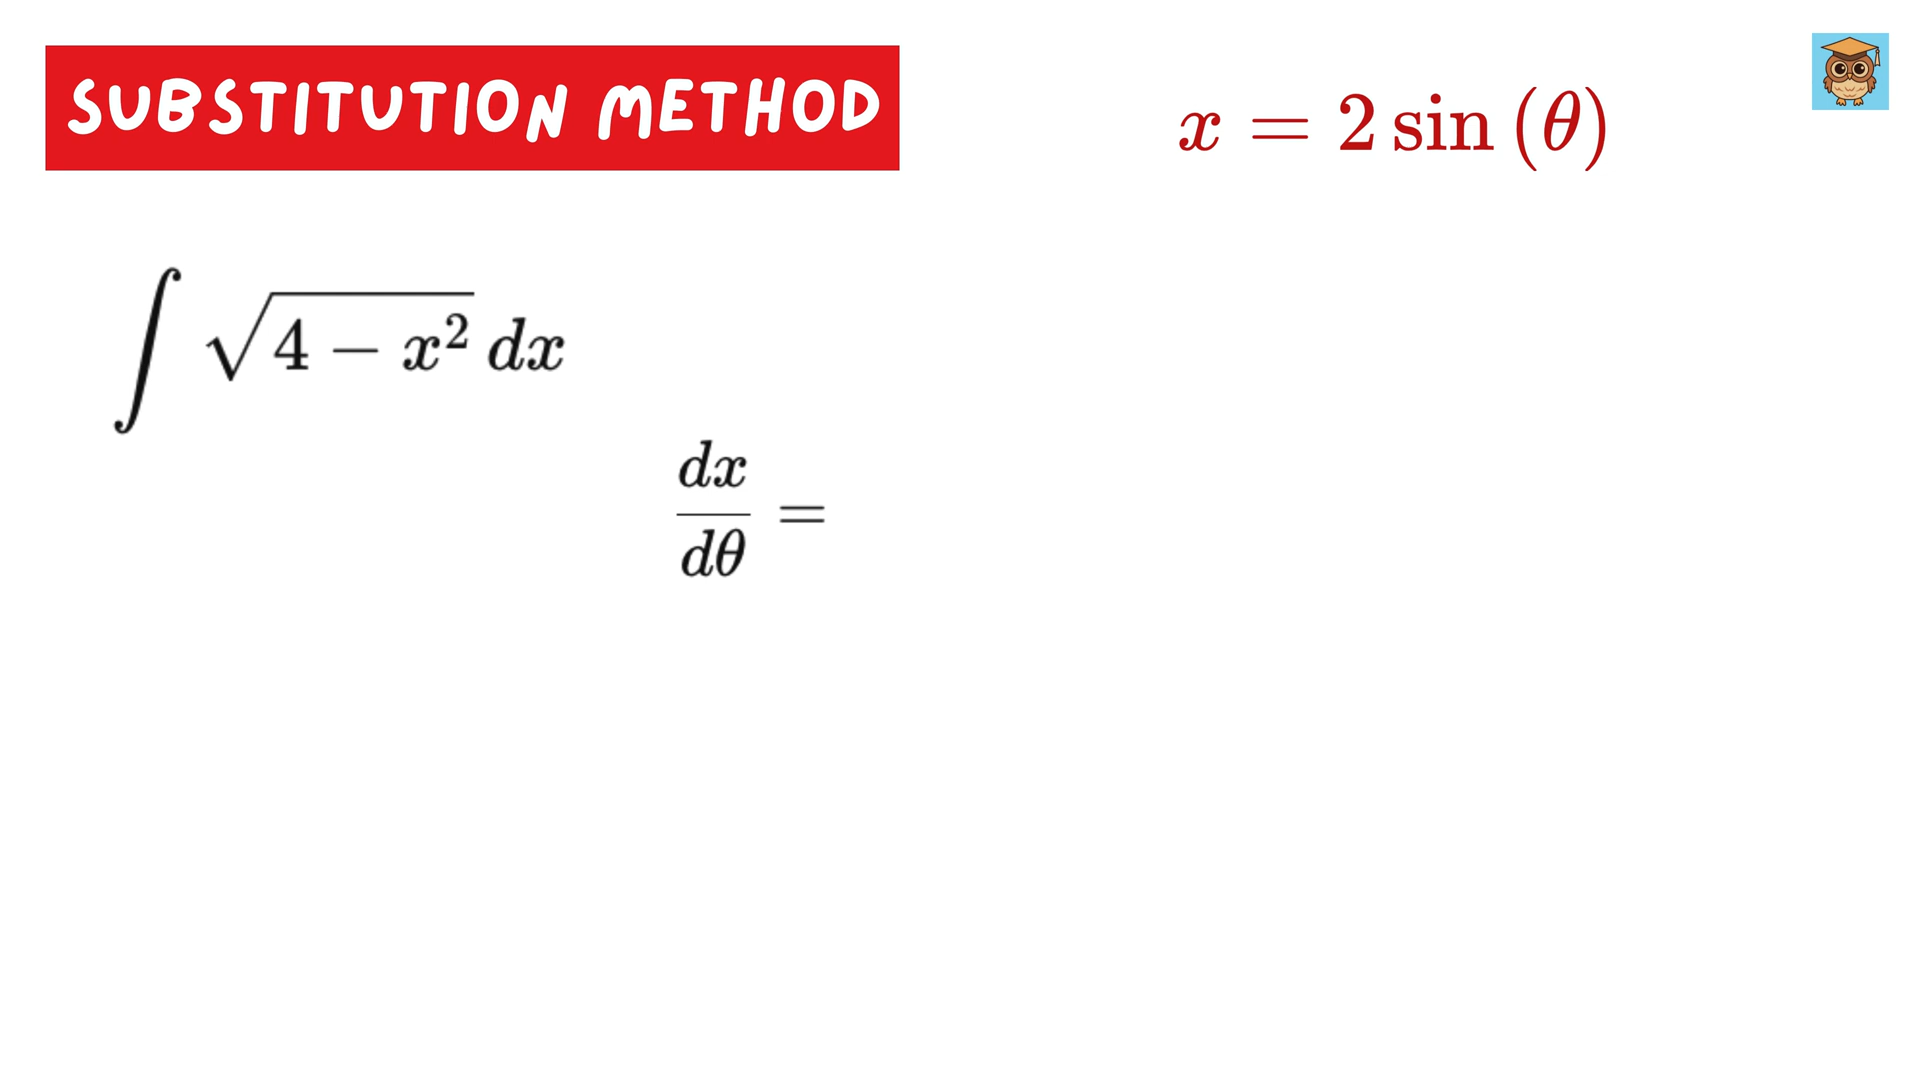 SUBSTITUTION METHOD
x = 2 sin (θ)
∫ √(4 − x²) dx
dx/dθ =